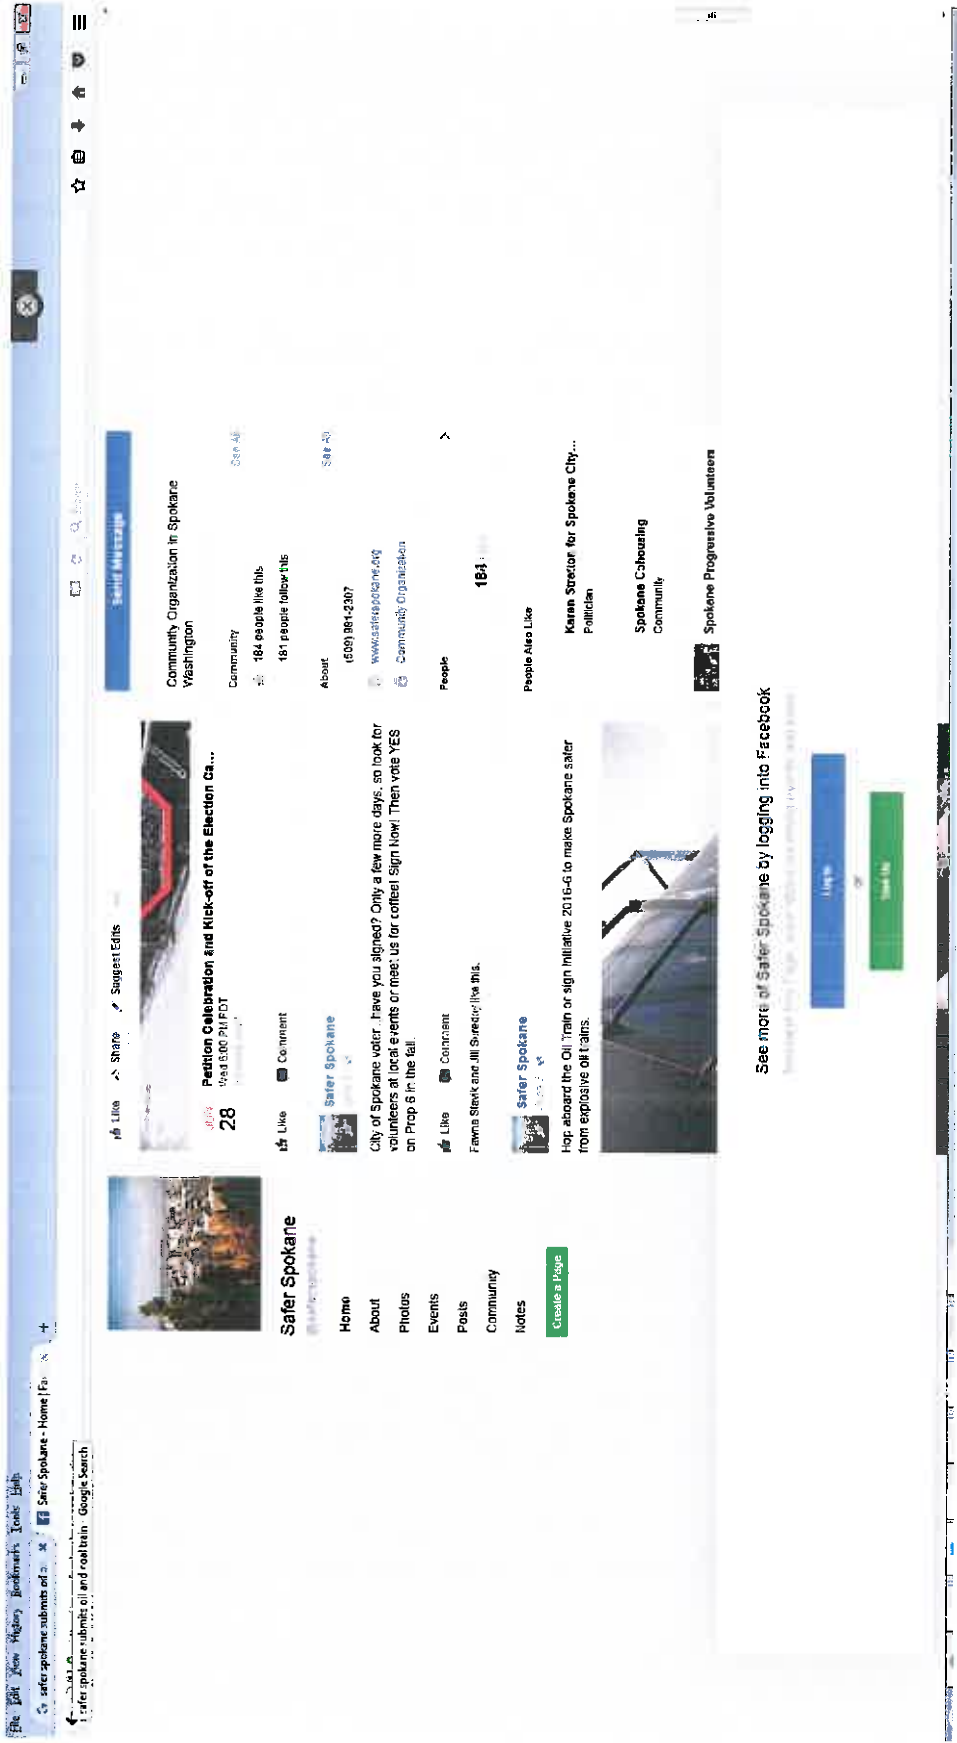 File Edit View History Bookmarks Tools Help
safer spokane submits oil a
Safer Spokane - Home | Fa
safer spokane submits oil and coal train - Google Search
Search
Safer Spokane
Home
About
Photos
Events
Posts
Community
Notes
Create a Page
Like Share Suggest Edits
28
Petition Celebration and Kick-off of the Election Ca...
Wed 6:00 PM PDT
Like Comment
Safer Spokane
City of Spokane voter...have you signed? Only a few more days, so look for
volunteers at local events or meet us for coffee! Sign Now! Then vote YES
on Prop 6 in the fall.
Like Comment
Fawna Slavik and Jill like this.
Safer Spokane
Hop aboard the Oil Train or sign Initiative 2016-6 to make Spokane safer
from explosive oil trains.
Send Message
Community Organization in Spokane
Washington
Community
See All
184 people like this
181 people follow this
About
See All
(509) 981-2307
www.saferspokane.org
Community Organization
People
184
People Also Like
Karen Stratton for Spokane City...
Politician
Spokane Cohousing
Community
Spokane Progressive Volunteers
See more of Safer Spokane by logging into Facebook
Log In
or
Sign Up